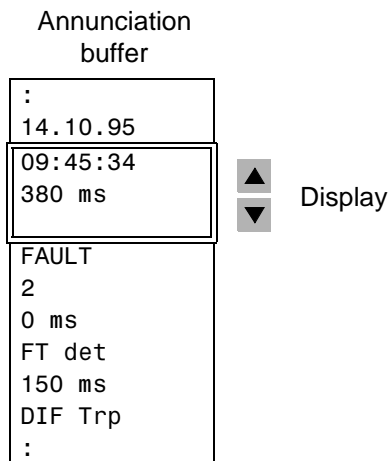 Annunciation
buffer
:
14.10.95
09:45:34
380 ms
Display
FAULT
2
0 ms
FT det
150 ms
DIF Trp
: